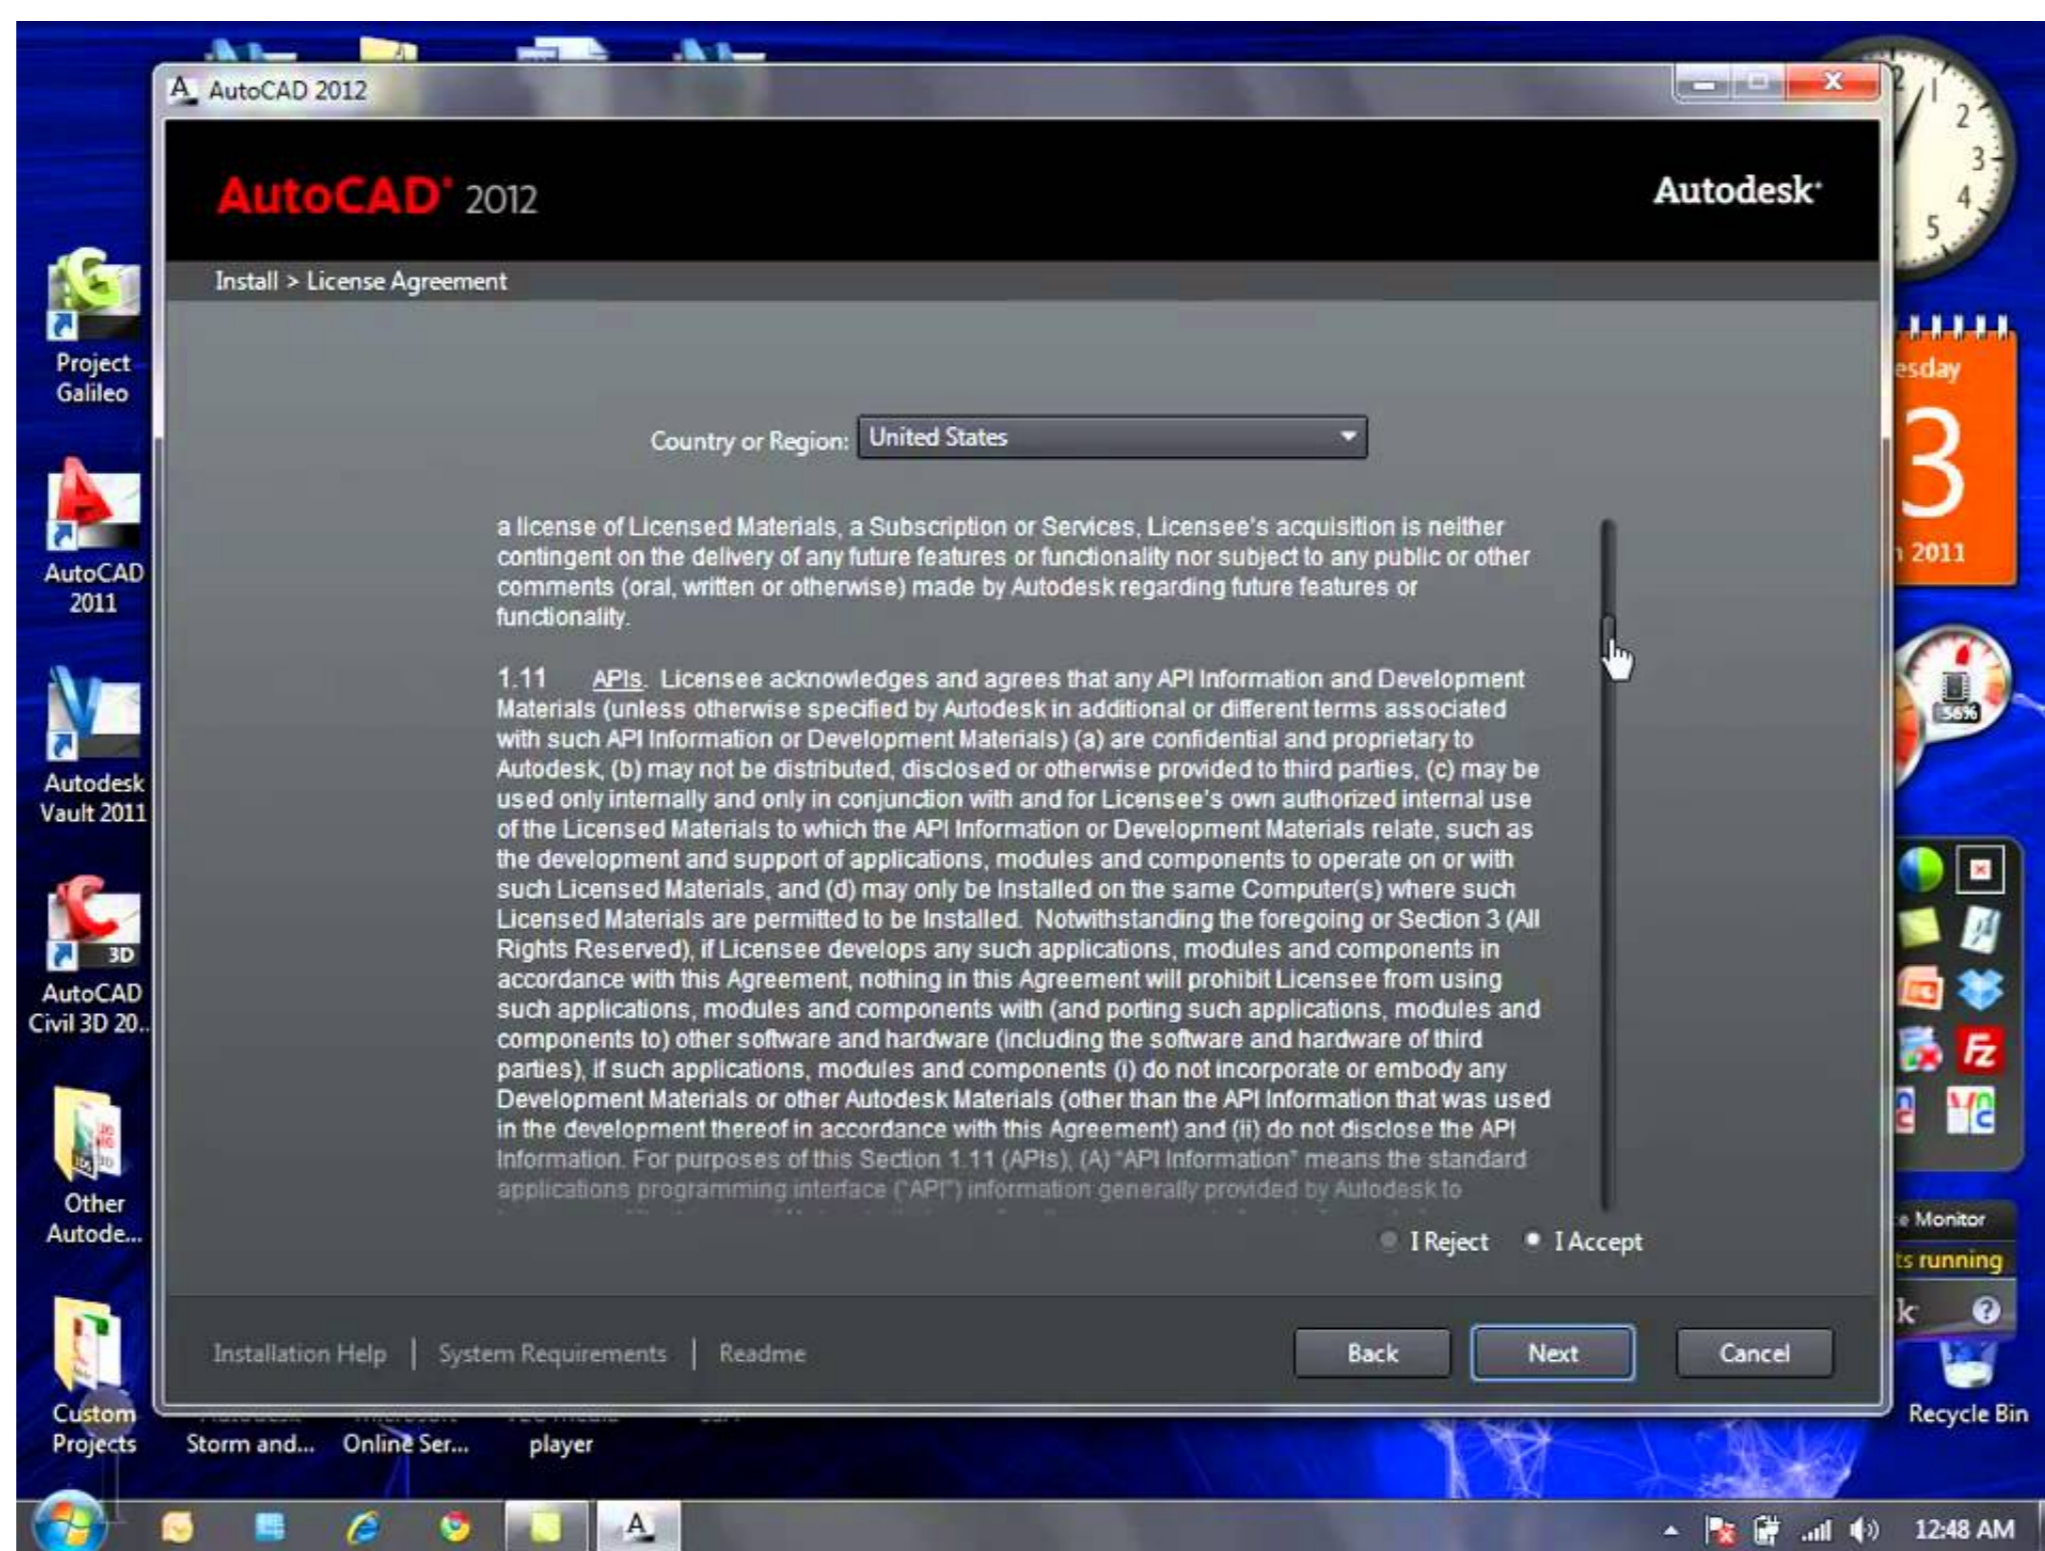 AutoCAD 2012
AutoCAD 2012
Autodesk
Install > License Agreement
Country or Region: United States
a license of Licensed Materials, a Subscription or Services, Licensee's acquisition is neither
contingent on the delivery of any future features or functionality nor subject to any public or other
comments (oral, written or otherwise) made by Autodesk regarding future features or
functionality.
1.11 APIs. Licensee acknowledges and agrees that any API Information and Development
Materials (unless otherwise specified by Autodesk in additional or different terms associated
with such API Information or Development Materials) (a) are confidential and proprietary to
Autodesk, (b) may not be distributed, disclosed or otherwise provided to third parties, (c) may be
used only internally and only in conjunction with and for Licensee's own authorized internal use
of the Licensed Materials to which the API Information or Development Materials relate, such as
the development and support of applications, modules and components to operate on or with
such Licensed Materials, and (d) may only be Installed on the same Computer(s) where such
Licensed Materials are permitted to be Installed. Notwithstanding the foregoing or Section 3 (All
Rights Reserved), if Licensee develops any such applications, modules and components in
accordance with this Agreement, nothing in this Agreement will prohibit Licensee from using
such applications, modules and components with (and porting such applications, modules and
components to) other software and hardware (including the software and hardware of third
parties), if such applications, modules and components (i) do not incorporate or embody any
Development Materials or other Autodesk Materials (other than the API Information that was used
in the development thereof in accordance with this Agreement) and (ii) do not disclose the API
Information. For purposes of this Section 1.11 (APIs), (A) "API Information" means the standard
applications programming interface ("API") information generally provided by Autodesk to
I Reject I Accept
Installation Help | System Requirements | Readme
Back Next Cancel
Project
Galileo
AutoCAD
2011
Autodesk
Vault 2011
3D
AutoCAD
Civil 3D 20...
Other
Autode...
Custom
Projects
Storm and...
Online Ser...
player
1
2
3
4
5
esday
3
2011
56%
Monitor
ts running
k
Recycle Bin
12:48 AM